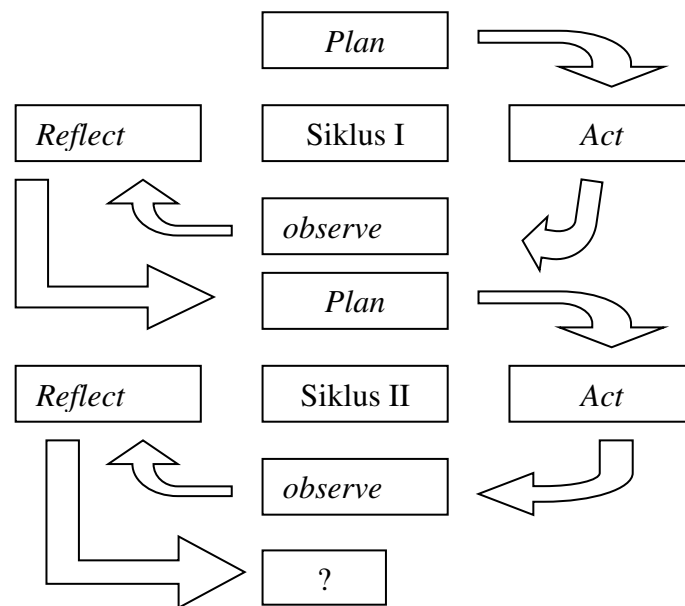 Plan
Reflect
Siklus I
Act
observe
Plan
Reflect
Siklus II
Act
observe
?